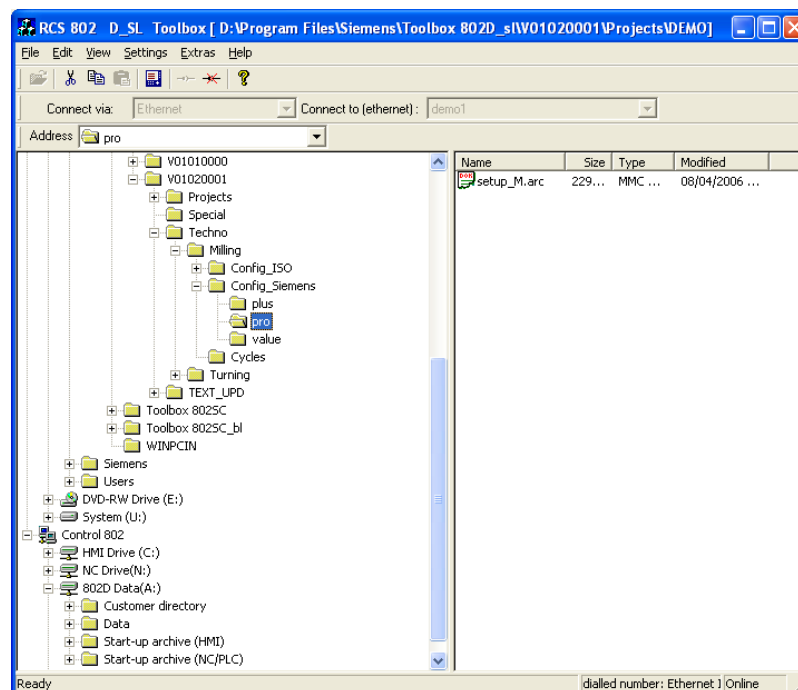 RCS 802 D_SL Toolbox [ D:\Program Files\Siemens\Toolbox 802D_sl\V01020001\Projects\DEMO]
File Edit View Settings Extras Help
Connect via: Ethernet Connect to (ethernet) : demo1
Address pro
V01010000
V01020001
Projects
Special
Techno
Milling
Config_ISO
Config_Siemens
plus
pro
value
Cycles
Turning
TEXT_UPD
Toolbox 802SC
Toolbox 802SC_bl
WINPCIN
Siemens
Users
DVD-RW Drive (E:)
System (U:)
Control 802
HMI Drive (C:)
NC Drive(N:)
802D Data(A:)
Customer directory
Data
Start-up archive (HMI)
Start-up archive (NC/PLC)
Name Size Type Modified
setup_M.arc 229... MMC ... 08/04/2006 ...
Ready dialled number: Ethernet ] Online